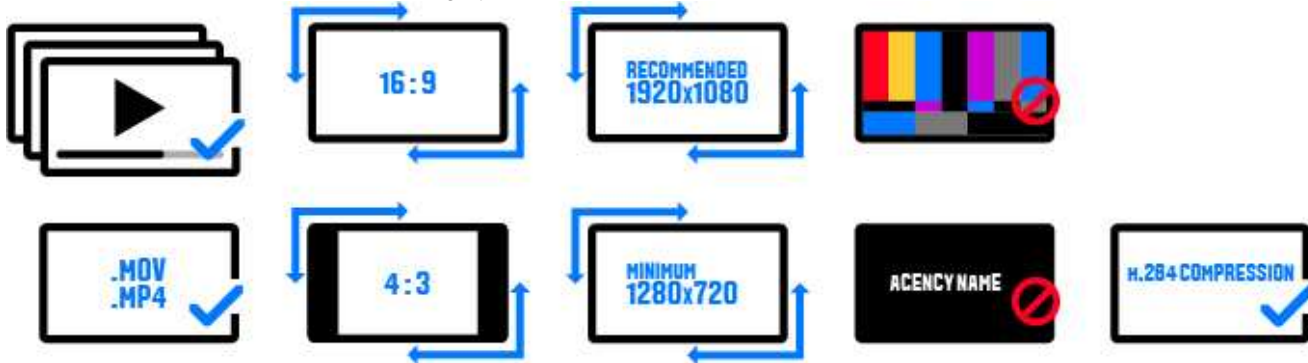 16:9
RECOMMENDED
1920x1080
.MOV
.MP4
4:3
MINIMUM
1280x720
ACENCY NAME
H.264 COMPRESSION